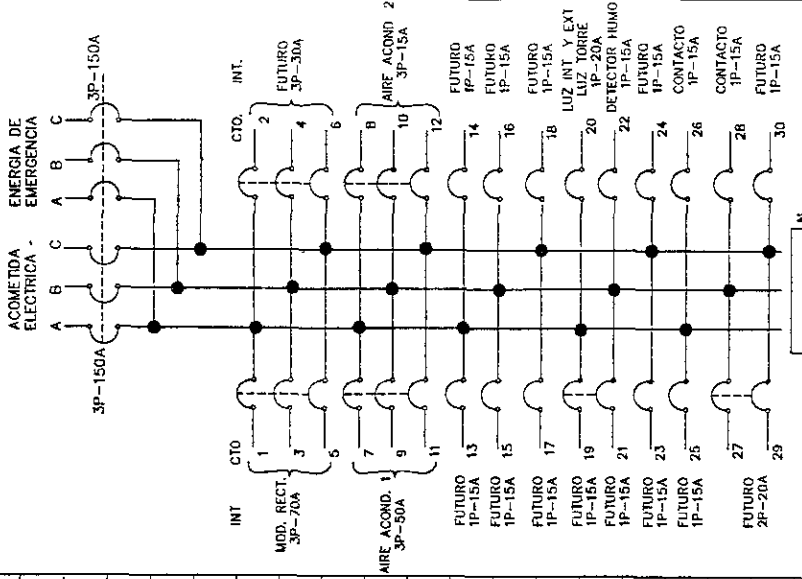 ACOMETIDA
ELECTRICA -
ENERGIA DE
EMERGENCIA
A B C A B C
3P-150A
3P-150A
INT
CTO
CTO.
INT.
MOD. RECT.
3P-70A
1
3
5
2
4
6
FUTURO
3P-30A
AIRE ACOND. 1
3P-50A
7
9
11
8
10
12
AIRE ACOND 2
3P-15A
FUTURO
1P-15A
13
14
FUTURO
1P-15A
FUTURO
1P-15A
15
16
FUTURO
1P-15A
FUTURO
1P-15A
17
18
FUTURO
1P-15A
FUTURO
1P-15A
19
20
LUZ INT Y EXT
LUZ TORRE
1P-20A
FUTURO
1P-15A
21
22
DETECTOR HUMO
1P-15A
FUTURO
1P-15A
23
24
FUTURO
1P-15A
FUTURO
1P-15A
25
26
CONTACTO
1P-15A
FUTURO
2P-20A
27
29
28
CONTACTO
1P-15A
30
FUTURO
1P-15A